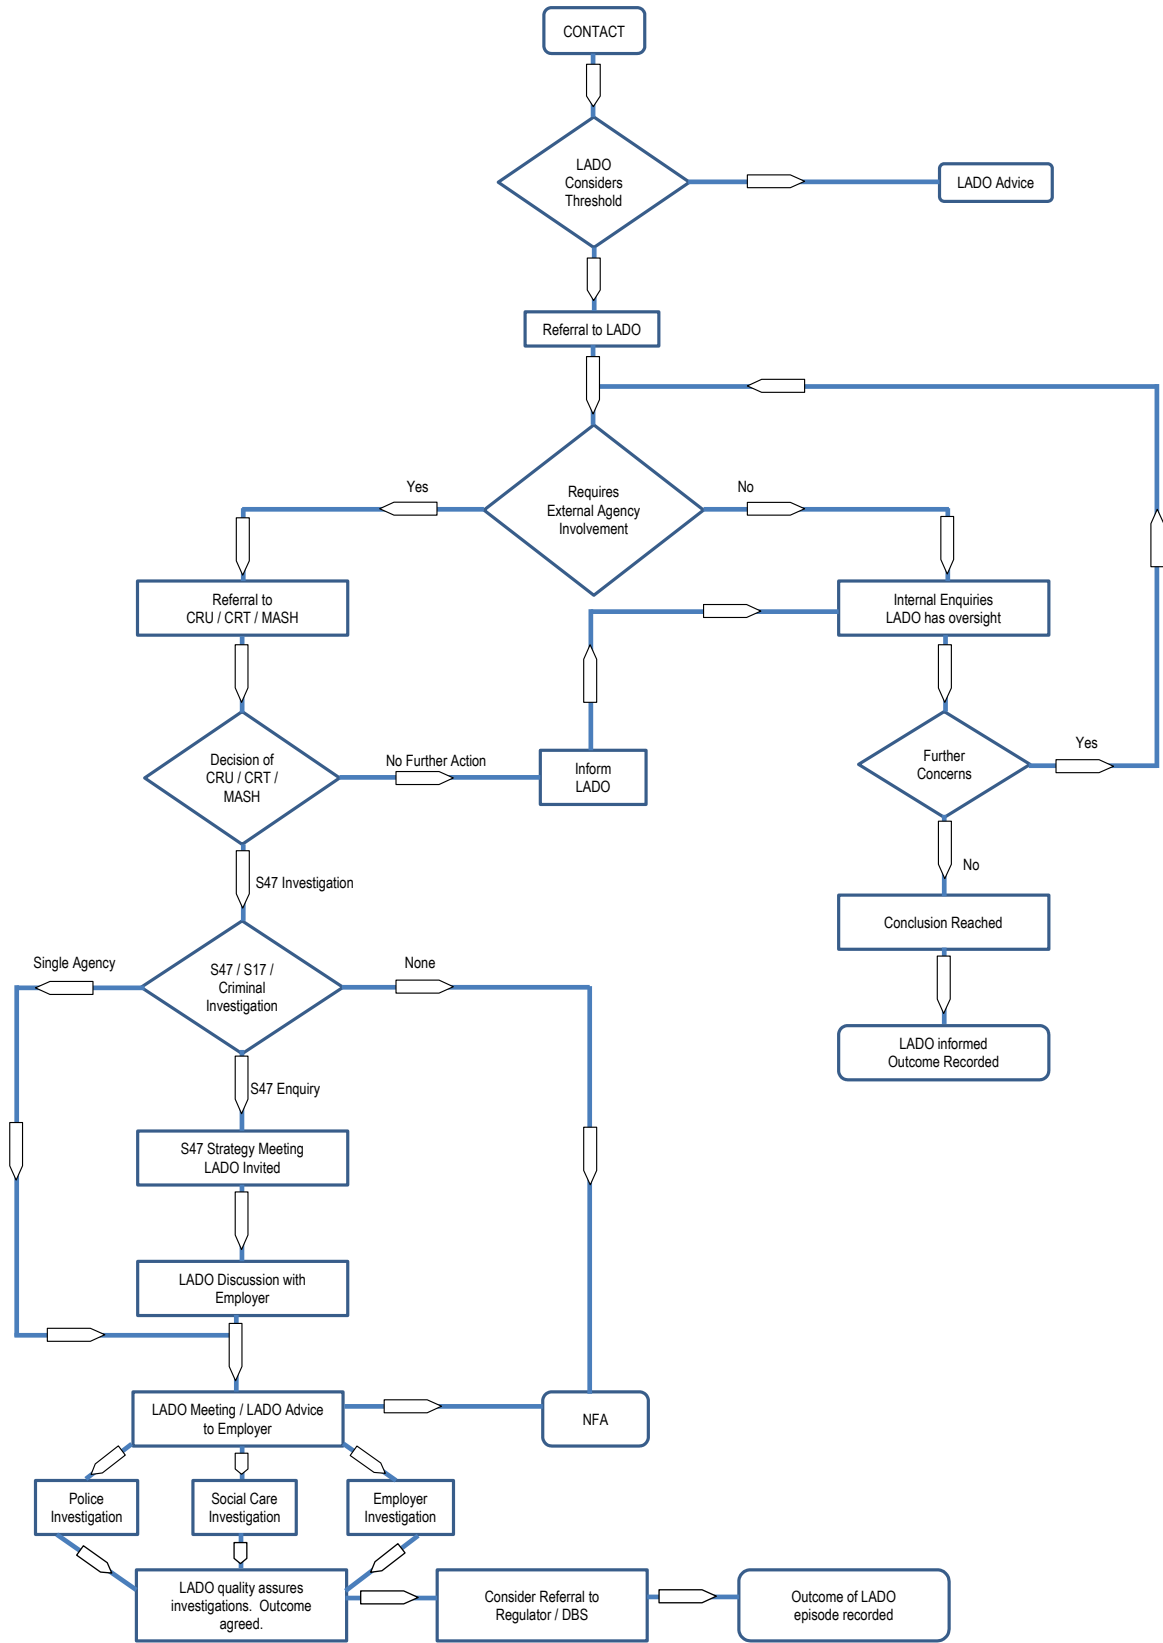 CONTACT
LADO
Considers
Threshold
LADO Advice
Referral to LADO
Yes
Requires
External Agency
Involvement
No
Referral to
CRU / CRT / MASH
Internal Enquiries
LADO has oversight
Decision of
CRU / CRT /
MASH
No Further Action
Inform
LADO
Further
Concerns
Yes
S47 Investigation
No
Conclusion Reached
Single Agency
S47 / S17 /
Criminal
Investigation
None
LADO informed
Outcome Recorded
S47 Enquiry
S47 Strategy Meeting
LADO Invited
LADO Discussion with
Employer
LADO Meeting / LADO Advice
to Employer
NFA
Police
Investigation
Social Care
Investigation
Employer
Investigation
LADO quality assures
investigations. Outcome
agreed.
Consider Referral to
Regulator / DBS
Outcome of LADO
episode recorded